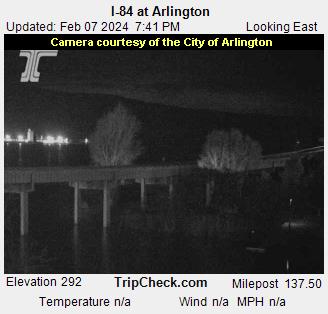 I-84 at Arlington
Updated: Feb 07 2024 7:41 PM Looking East
Camera courtesy of the City of Arlington
Elevation 292 TripCheck.com Milepost 137.50
Temperature n/a Wind n/a MPH n/a